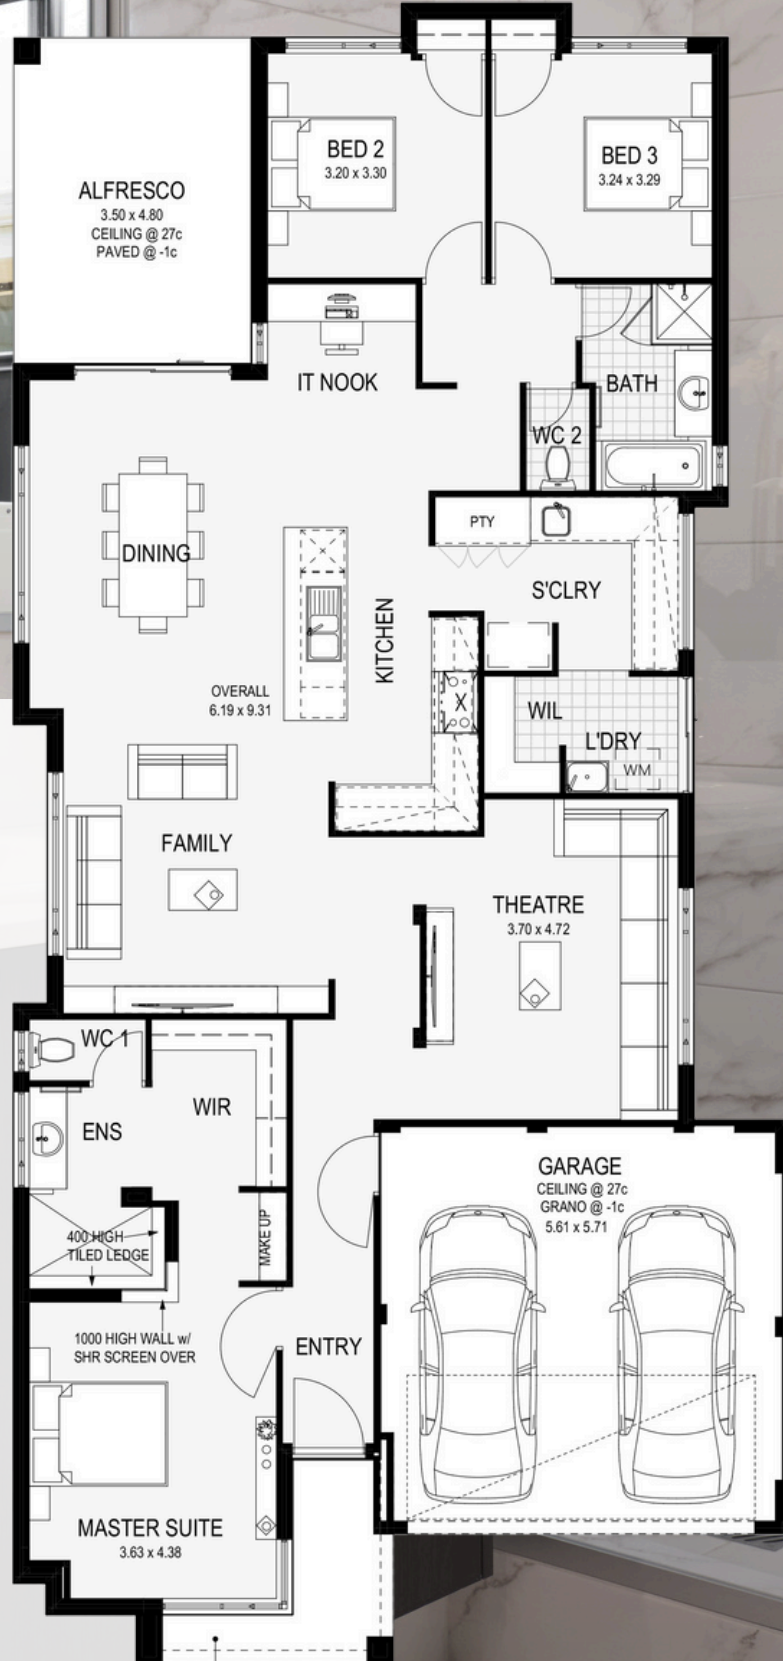 BED 2
3.20 x 3.30
BED 3
3.24 x 3.29
ALFRESCO
3.50 x 4.80
CEILING @ 27c
PAVED @ -1c
IT NOOK
BATH
WC 2
PTY
DINING
S'CLRY
KITCHEN
OVERALL
6.19 x 9.31
WIL
L'DRY
WM
FAMILY
THEATRE
3.70 x 4.72
WC 1
WIR
ENS
GARAGE
CEILING @ 27c
GRANO @ -1c
5.61 x 5.71
MAKE UP
400 HIGH
TILED LEDGE
1000 HIGH WALL w/
SHR SCREEN OVER
ENTRY
MASTER SUITE
3.63 x 4.38